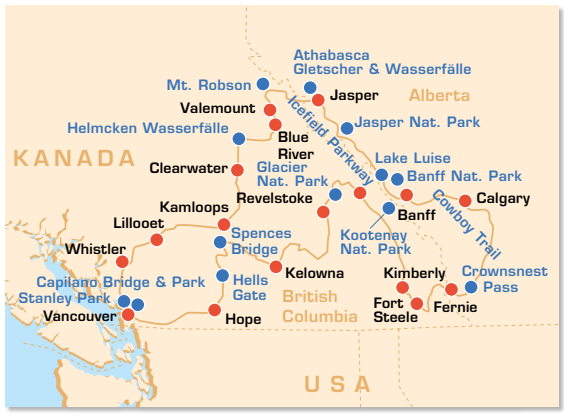 Athabasca
Gletscher & Wasserfälle
Mt. Robson
Jasper
Alberta
Valemount
Icefield Parkway
Jasper Nat. Park
Helmcken Wasserfälle
Blue
River
KANADA
Lake Luise
Clearwater
Glacier
Nat. Park
Banff Nat. Park
Revelstoke
Calgary
Cowboy Trail
Kamloops
Banff
Lillooet
Spences
Bridge
Kootenay
Nat. Park
Whistler
Kelowna
Kimberly
Crownsnest
Pass
Capilano Bridge & Park
Hells
Gate
Stanley Park
British
Columbia
Fort
Steele
Fernie
Vancouver
Hope
USA